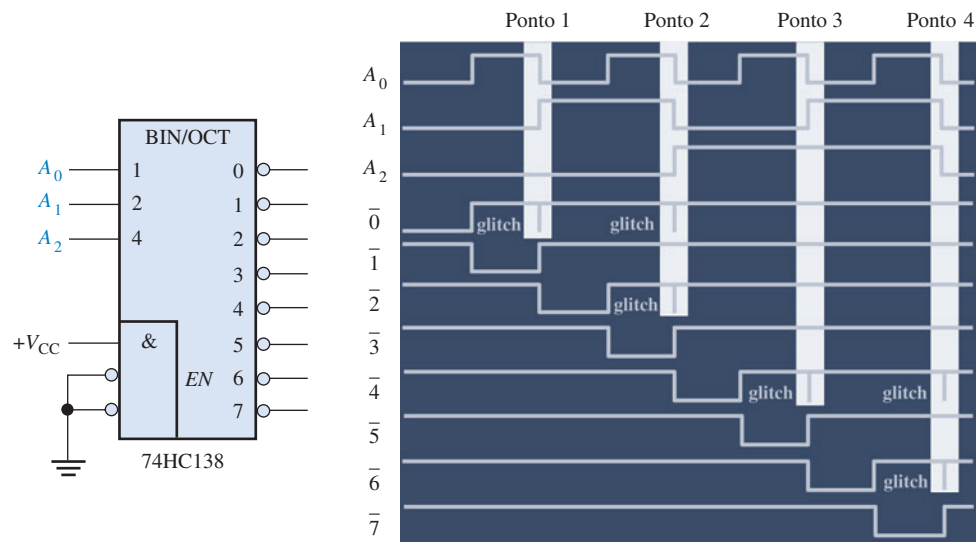 Ponto 1 Ponto 2 Ponto 3 Ponto 4
BIN/OCT
A0 1 0
A1 2 1
A2 4 2
3
4
+VCC & 5
EN 6
7
74HC138
A0
A1
A2
0̅ glitch glitch
1̅
2̅ glitch
3̅
4̅ glitch glitch
5̅
6̅ glitch
7̅